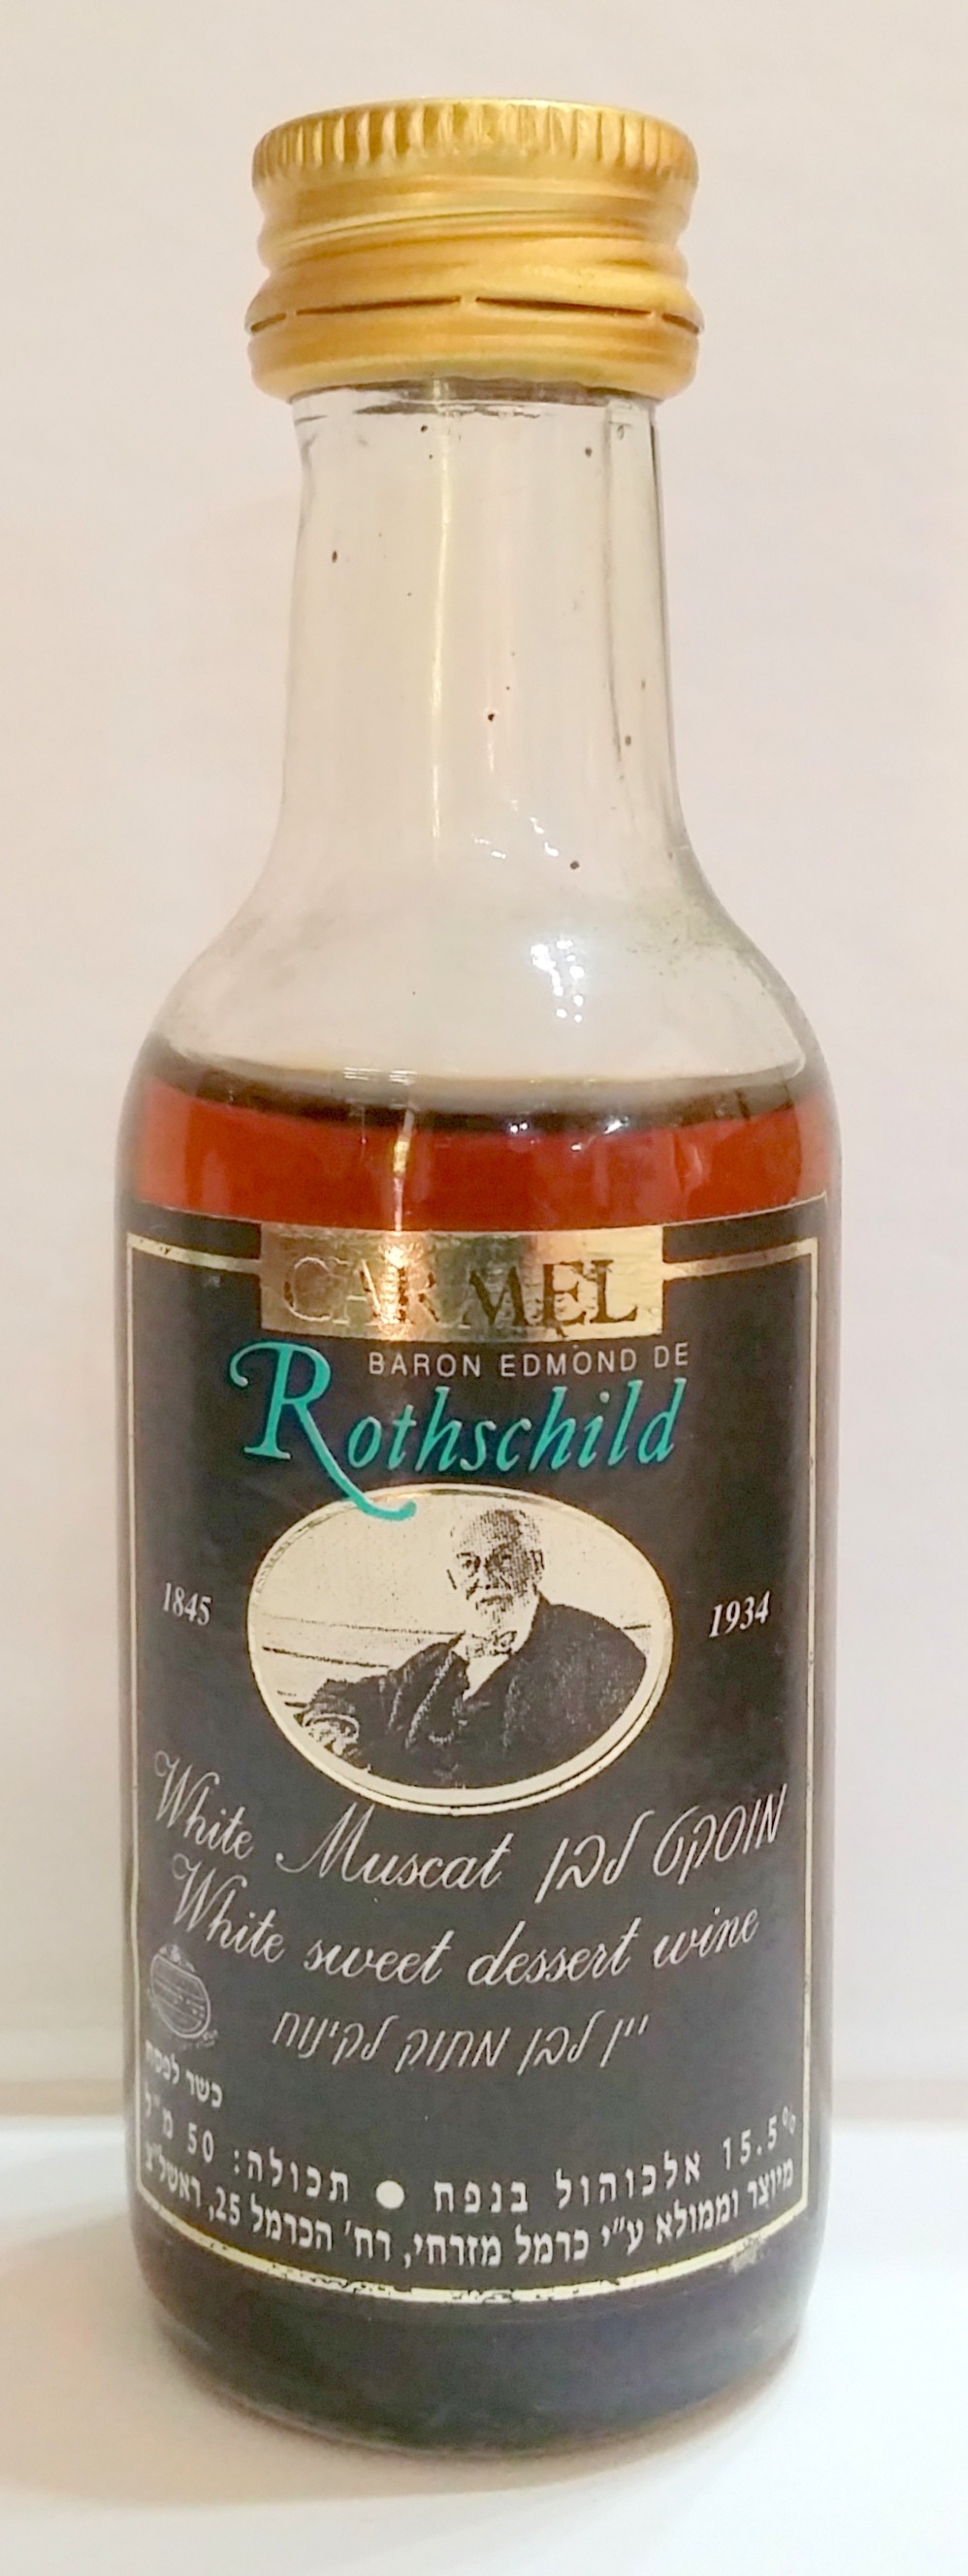 CARMEL
BARON EDMOND DE
Rothschild
1845
1934
White Muscat מוסקט לבן
White sweet dessert wine
יין לבן מתוק לקינוח
כשר לפסח
15.5% אלכוהול בנפח ● תכולה: 50 מ"ל
מיוצר וממולא ע"י כרמל מזרחי, רח' הכרמל 25, ראשל"צ